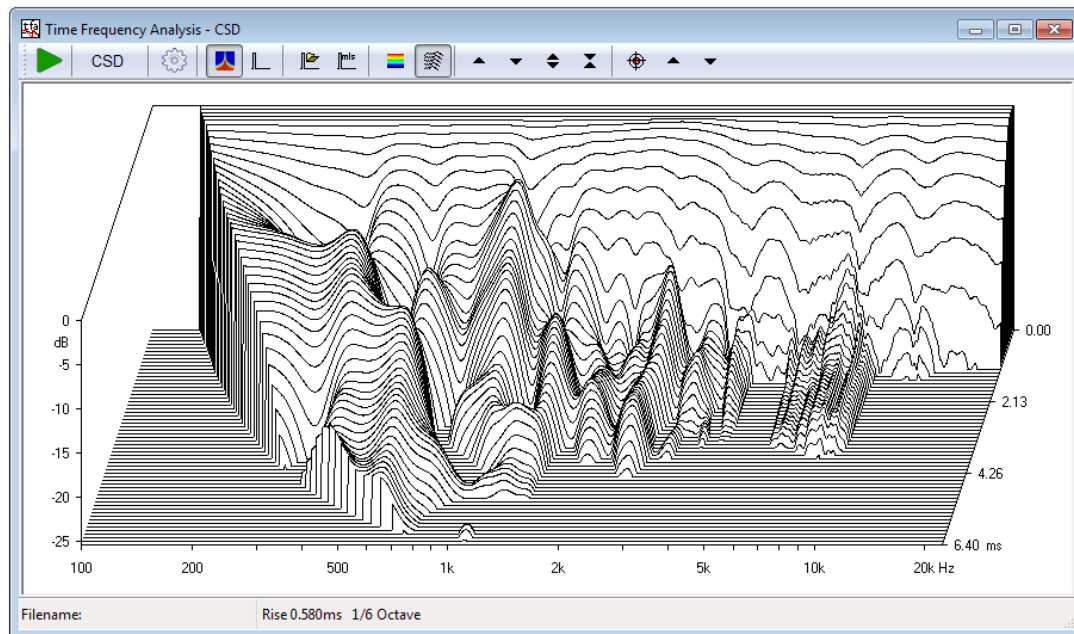 Time Frequency Analysis - CSD
CSD
mls
0
dB
-5
-10
-15
-20
-25
0.00
2.13
4.26
6.40 ms
100 200 500 1k 2k 5k 10k 20k Hz
Filename: Rise 0.580ms 1/6 Octave